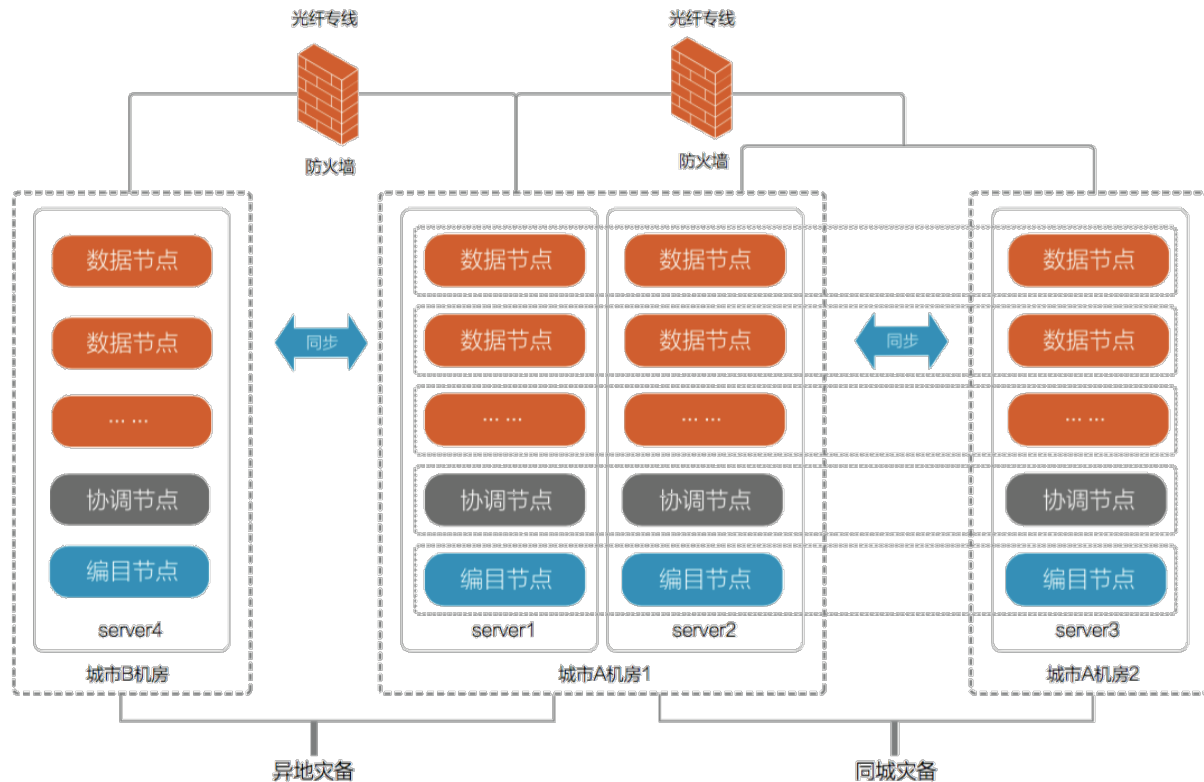 光纤专线
光纤专线
防火墙
防火墙
数据节点
数据节点
... ...
协调节点
编目节点
server4
城市B机房
同步
数据节点
数据节点
数据节点
数据节点
... ...
... ...
协调节点
协调节点
编目节点
编目节点
server1
server2
城市A机房1
同步
数据节点
数据节点
... ...
协调节点
编目节点
server3
城市A机房2
异地灾备
同城灾备